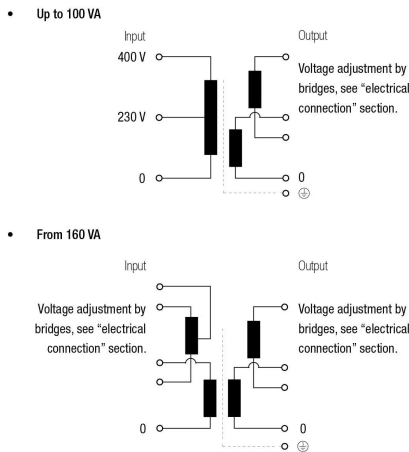 • Up to 100 VA
Input
Output
400 V
Voltage adjustment by
bridges, see “electrical
connection” section.
230 V
0
0
• From 160 VA
Input
Output
Voltage adjustment by
bridges, see “electrical
connection” section.
Voltage adjustment by
bridges, see “electrical
connection” section.
0
0